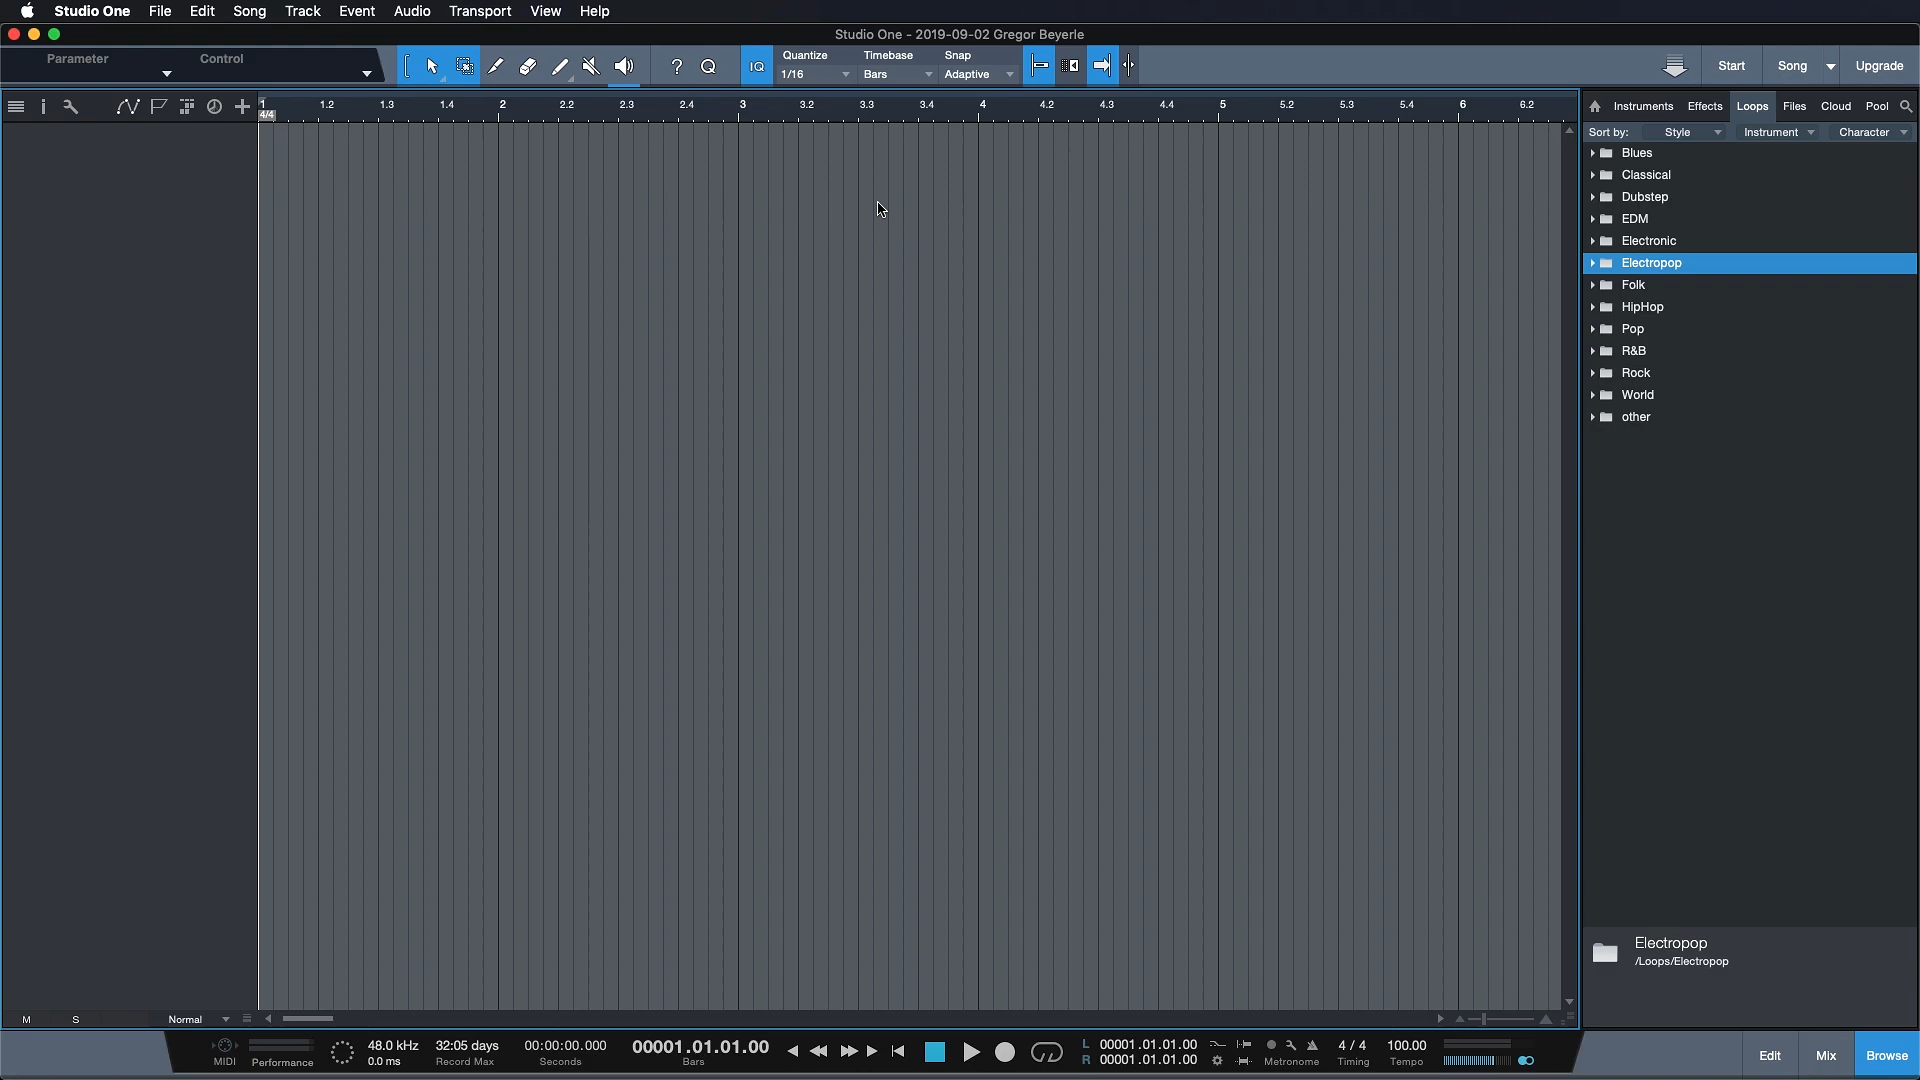 Studio One File Edit Song Track Event Audio Transport View Help
Studio One - 2019-09-02 Gregor Beyerle
Parameter Control
Quantize Timebase Snap
1/16 Bars Adaptive
? Q IQ
Start Song Upgrade
1 1.2 1.3 1.4 2 2.2 2.3 2.4 3 3.2 3.3 3.4 4 4.2 4.3 4.4 5 5.2 5.3 5.4 6 6.2
4/4
Instruments Effects Loops Files Cloud Pool
Sort by: Style Instrument Character
Blues
Classical
Dubstep
EDM
Electronic
Electropop
Folk
HipHop
Pop
R&B
Rock
World
other
Electropop
/Loops/Electropop
M S Normal
MIDI Performance
48.0 kHz
0.0 ms
32:05 days
Record Max
00:00:00.000
Seconds
00001.01.01.00
Bars
L 00001.01.01.00
R 00001.01.01.00
Metronome
4 / 4
Timing
100.00
Tempo
Edit Mix Browse